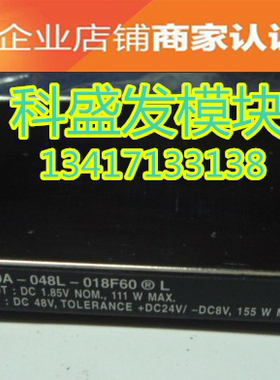 企业店铺商家认证
科盛发模块
13417133138
A-048L-018F60 ® L
: DC 1.85V NOM., 111 W MAX.
: DC 48V, TOLERANCE +DC24V/ -DC8V, 155 W M